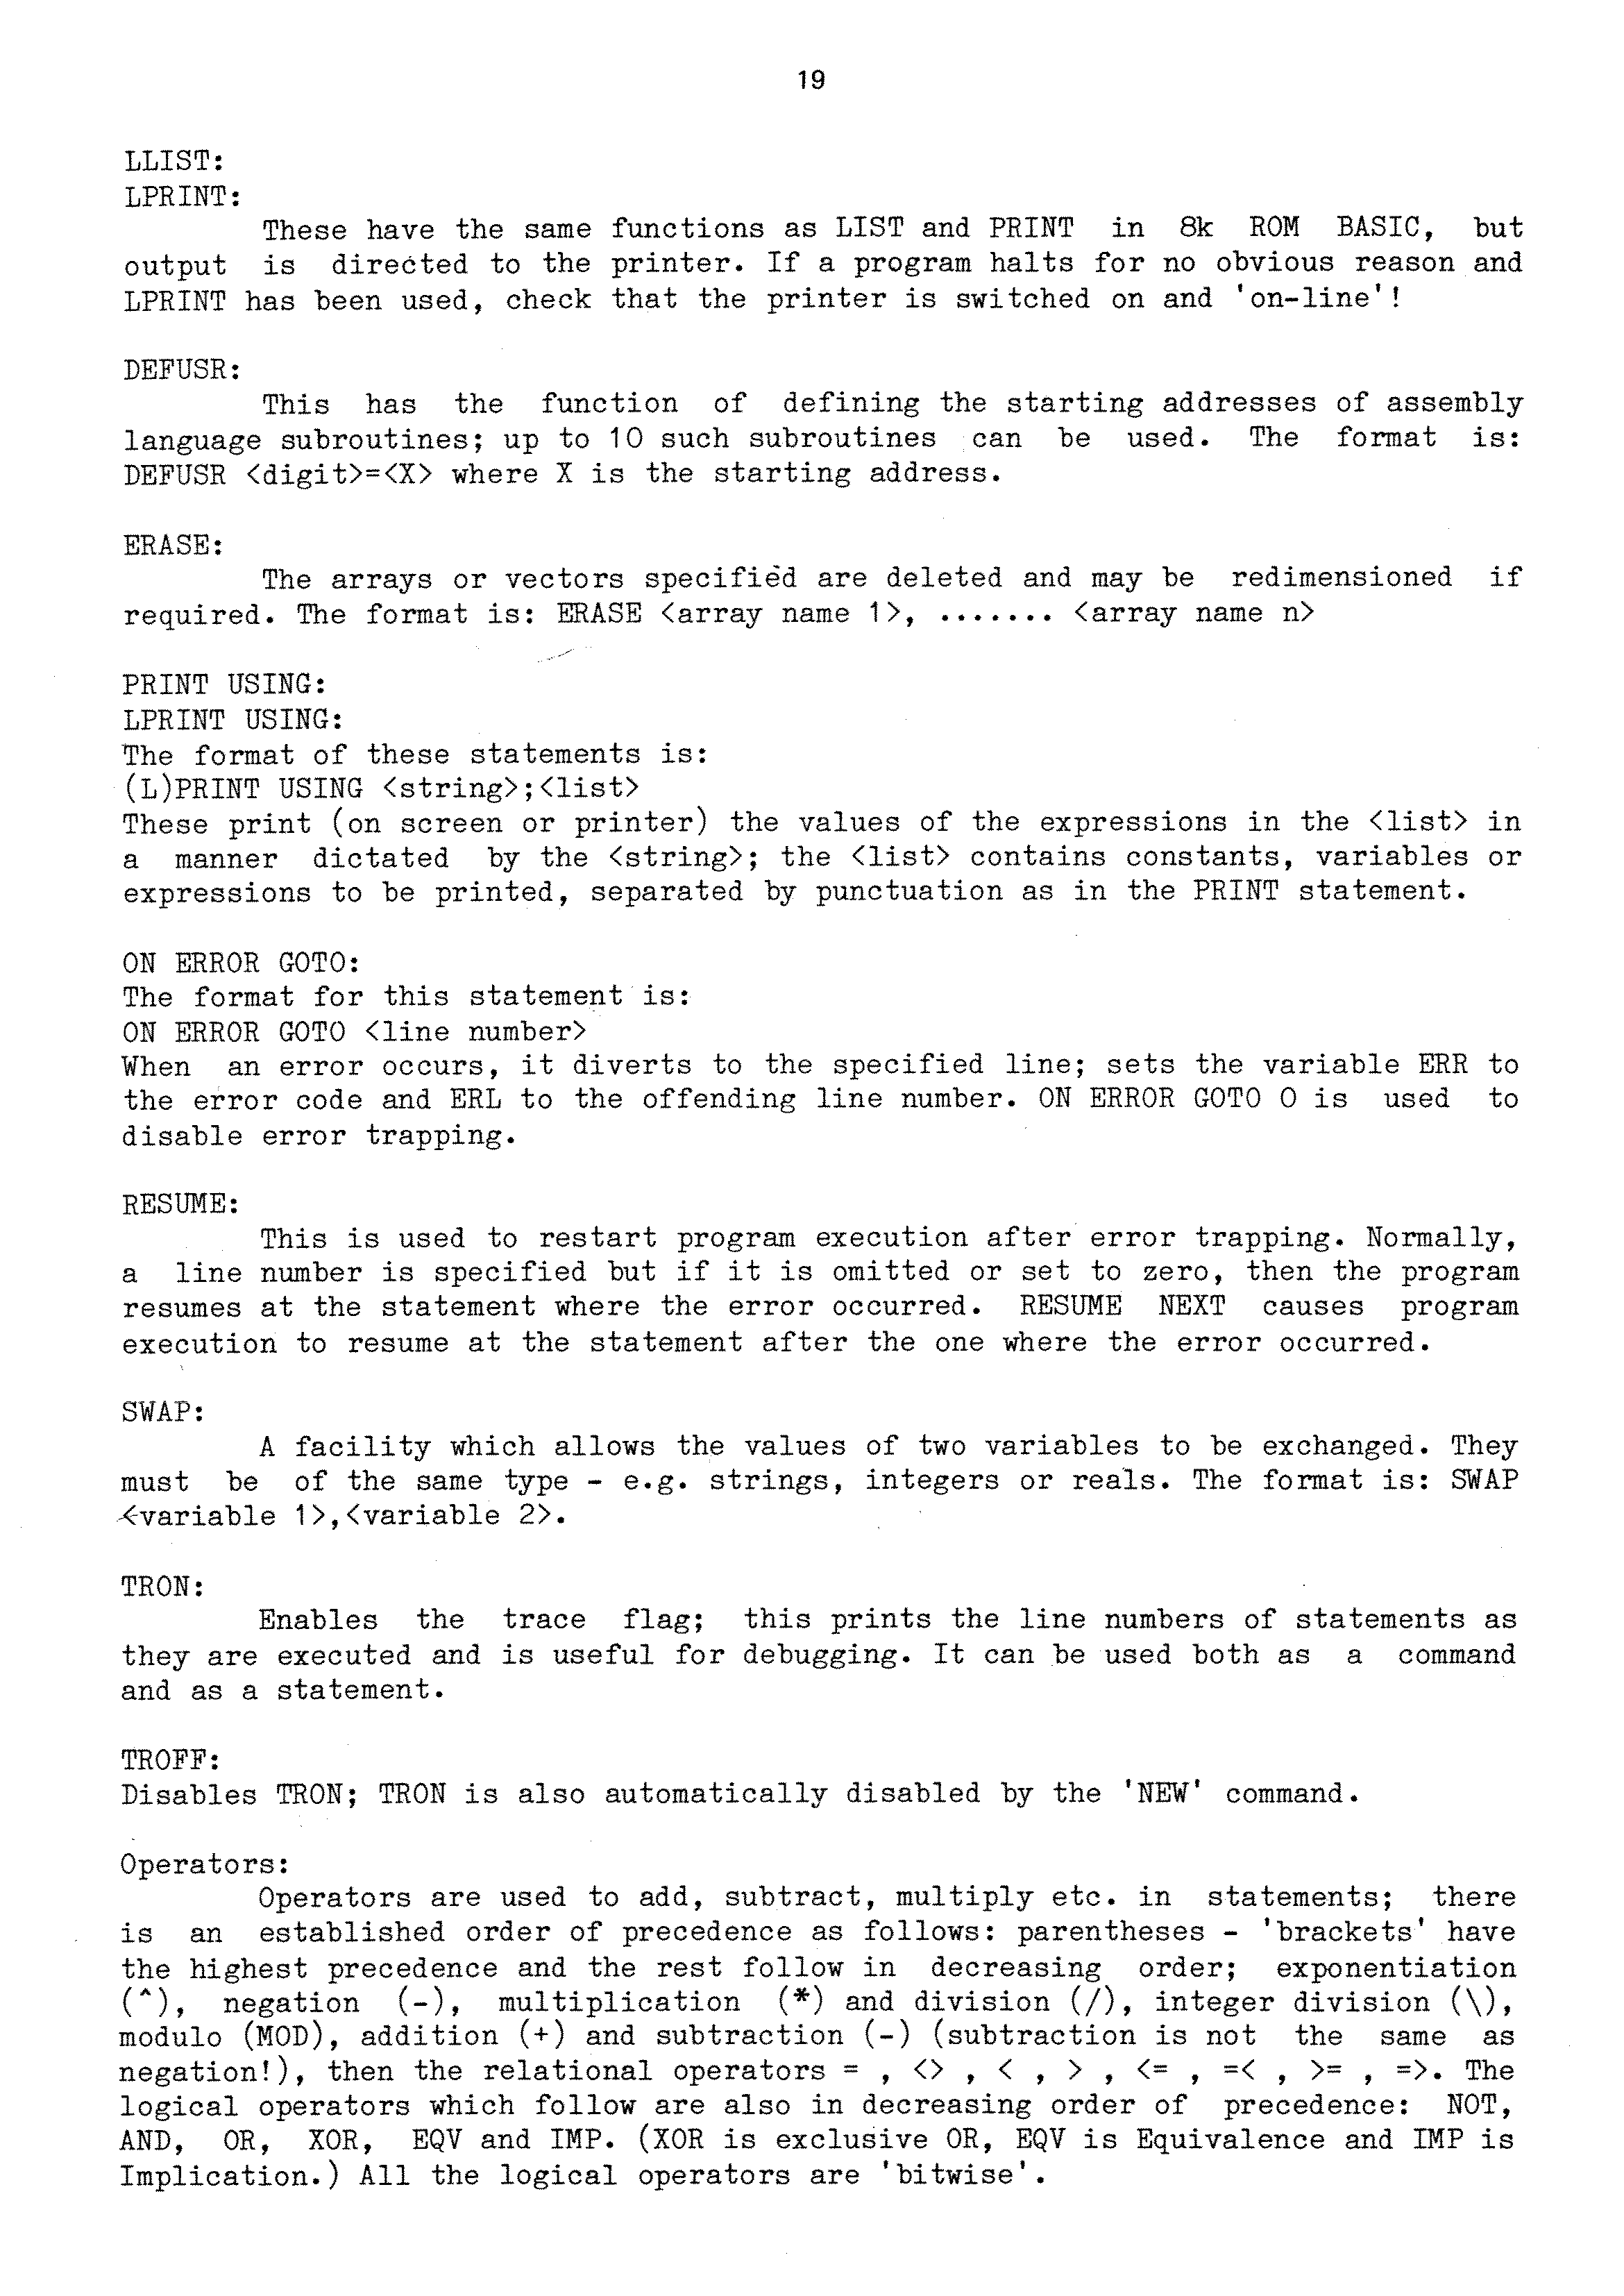 19
LLIST:
LPRINT:
These have the same functions as LIST and PRINT in 8k ROM BASIC, but
output is directed to the printer. If a program halts for no obvious reason and
LPRINT has been used, check that the printer is switched on and 'on-line'!
DEFUSR:
This has the function of defining the starting addresses of assembly
language subroutines; up to 10 such subroutines can be used. The format is:
DEFUSR <digit>=<X> where X is the starting address.
ERASE:
The arrays or vectors specified are deleted and may be redimensioned if
required. The format is: ERASE <array name 1>, ....... <array name n>
PRINT USING:
LPRINT USING:
The format of these statements is:
(L)PRINT USING <string>;<list>
These print (on screen or printer) the values of the expressions in the <list> in
a manner dictated by the <string>; the <list> contains constants, variables or
expressions to be printed, separated by punctuation as in the PRINT statement.
ON ERROR GOTO:
The format for this statement is:
ON ERROR GOTO <line number>
When an error occurs, it diverts to the specified line; sets the variable ERR to
the error code and ERL to the offending line number. ON ERROR GOTO 0 is used to
disable error trapping.
RESUME:
This is used to restart program execution after error trapping. Normally,
a line number is specified but if it is omitted or set to zero, then the program
resumes at the statement where the error occurred. RESUME NEXT causes program
execution to resume at the statement after the one where the error occurred.
SWAP:
A facility which allows the values of two variables to be exchanged. They
must be of the same type - e.g. strings, integers or reals. The format is: SWAP
<variable 1>,<variable 2>.
TRON:
Enables the trace flag; this prints the line numbers of statements as
they are executed and is useful for debugging. It can be used both as a command
and as a statement.
TROFF:
Disables TRON; TRON is also automatically disabled by the 'NEW' command.
Operators:
Operators are used to add, subtract, multiply etc. in statements; there
is an established order of precedence as follows: parentheses - 'brackets' have
the highest precedence and the rest follow in decreasing order; exponentiation
(^), negation (-), multiplication (*) and division (/), integer division (\),
modulo (MOD), addition (+) and subtraction (-) (subtraction is not the same as
negation!), then the relational operators = , <> , < , > , <= , =< , >= , =>. The
logical operators which follow are also in decreasing order of precedence: NOT,
AND, OR, XOR, EQV and IMP. (XOR is exclusive OR, EQV is Equivalence and IMP is
Implication.) All the logical operators are 'bitwise'.